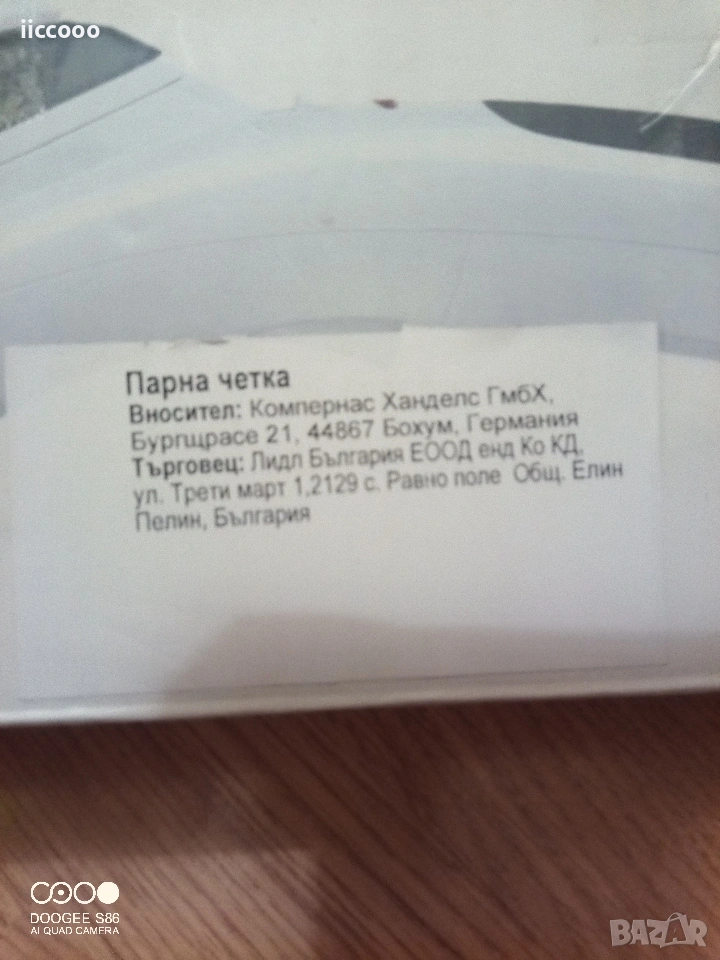 iiccooo
Парна четка
Вносител: Компернас Ханделс ГмбХ,
Бургщрасе 21, 44867 Бохум, Германия
Търговец: Лидл България ЕООД енд Ко КД,
ул. Трети март 1,2129 с. Равно поле Общ. Елин
Пелин, България
DOOGEE S86
AI QUAD CAMERA
BAZAR